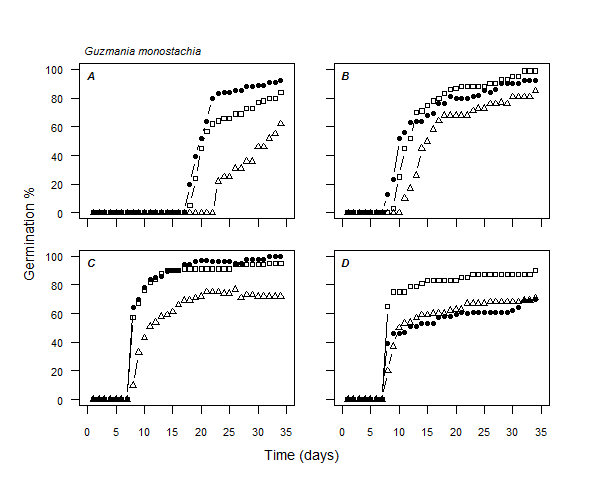 Guzmania monostachia
A
B
100
80
60
40
20
0
Germination %
C
D
100
80
60
40
20
0
0 5 10 15 20 25 30 35 0 5 10 15 20 25 30 35
Time (days)